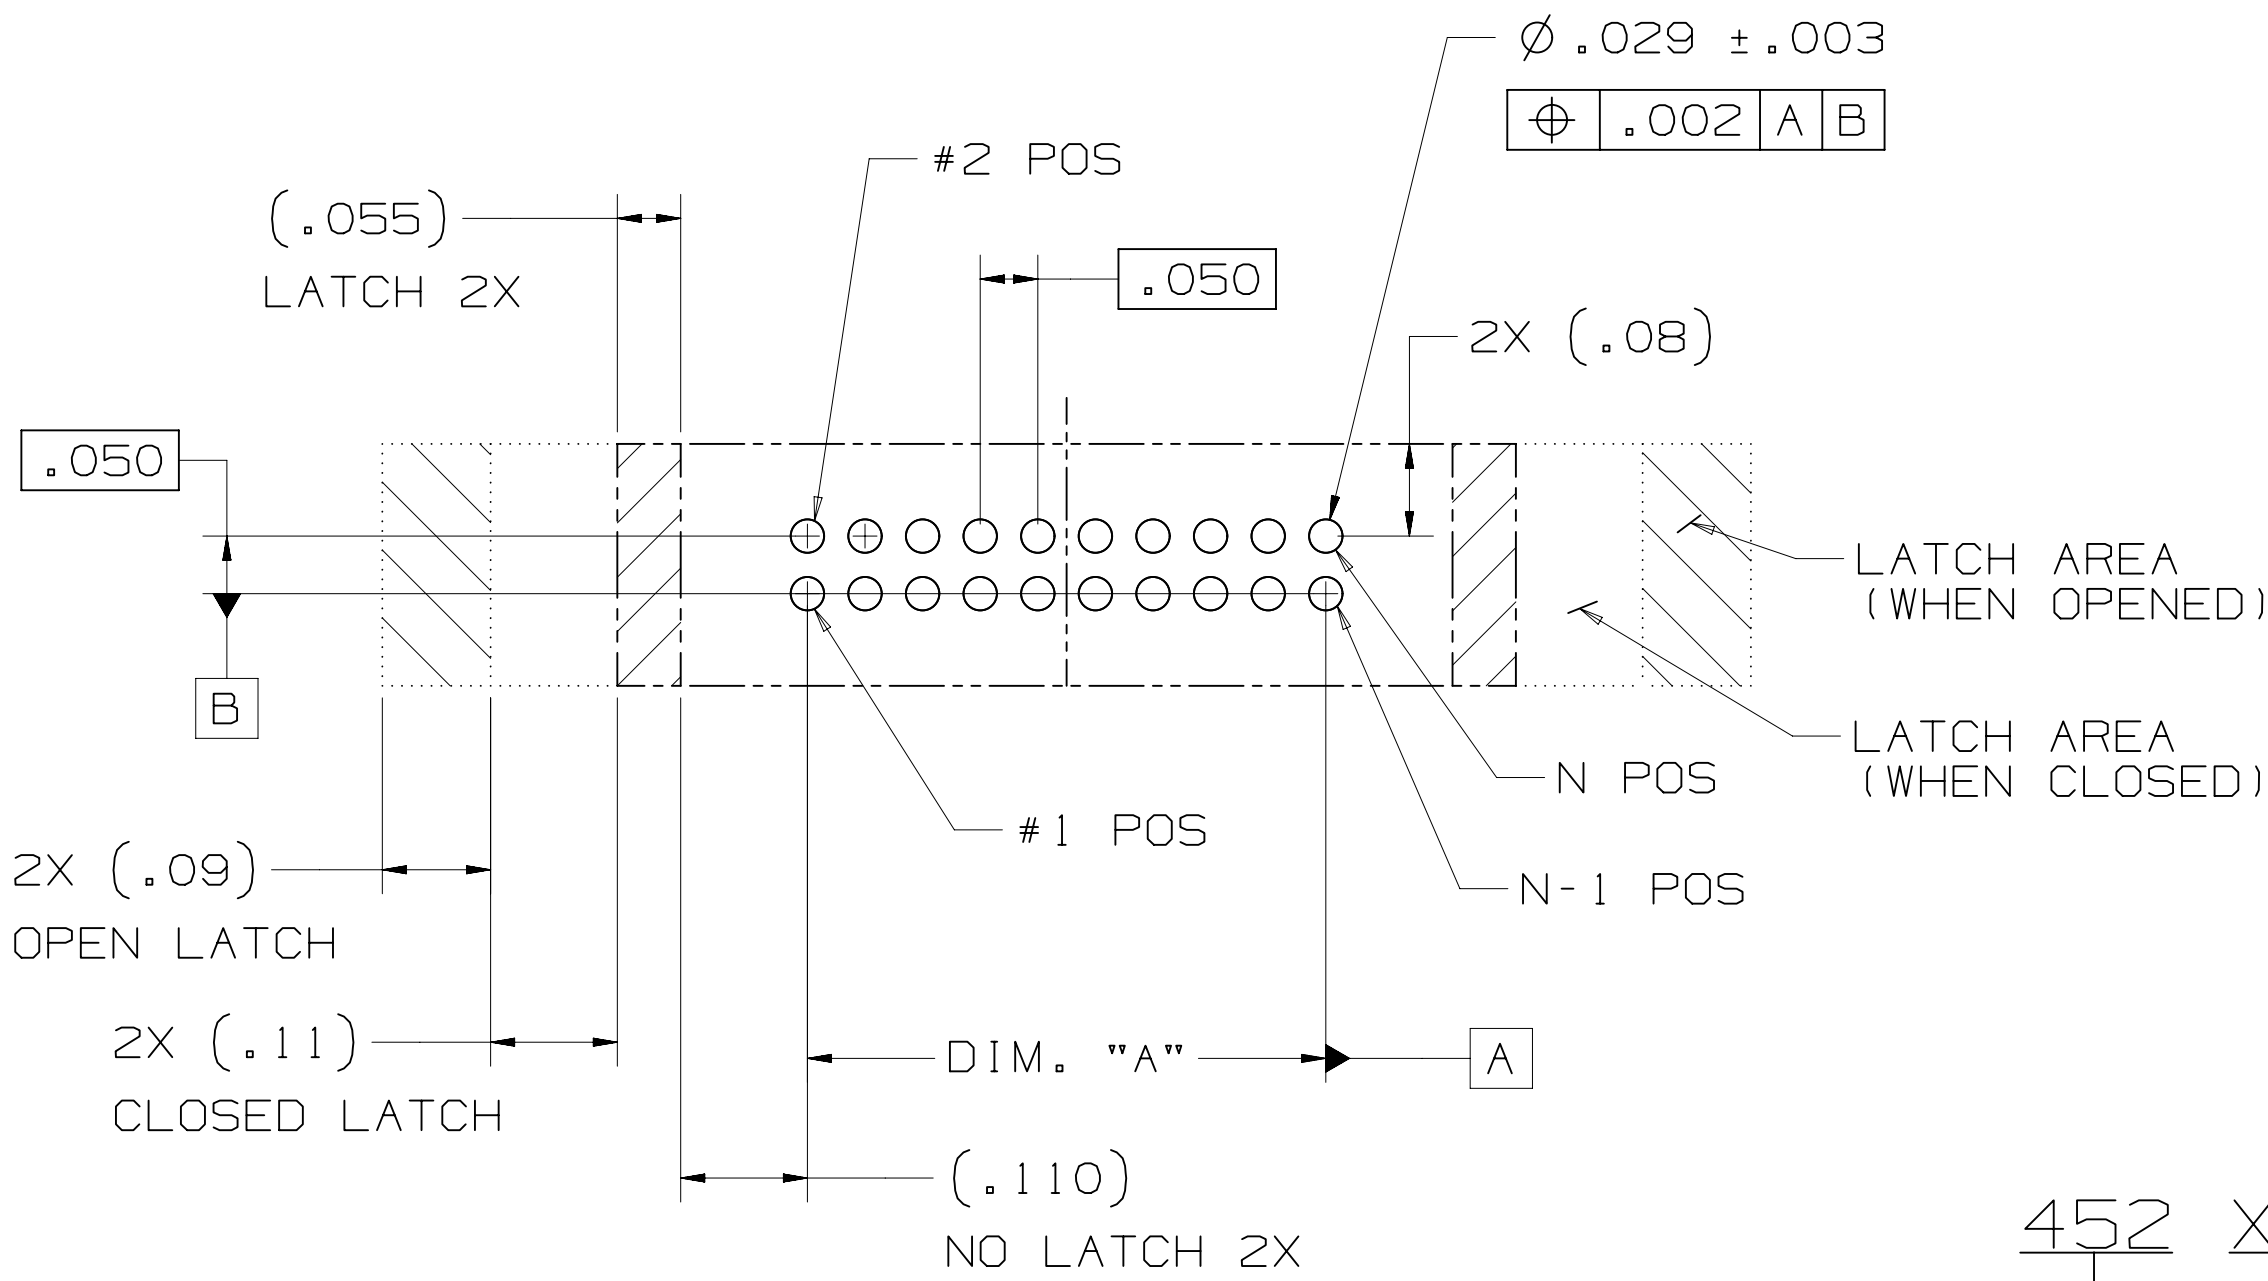 Ø .029 ±.003
⌖ .002 A B
#2 POS
(.055)
LATCH 2X
.050
2X (.08)
.050
LATCH AREA
(WHEN OPENED)
B
LATCH AREA
(WHEN CLOSED)
N POS
#1 POS
2X (.09)
OPEN LATCH
N-1 POS
2X (.11)
CLOSED LATCH
DIM. "A"
A
(.110)
NO LATCH 2X
452 X